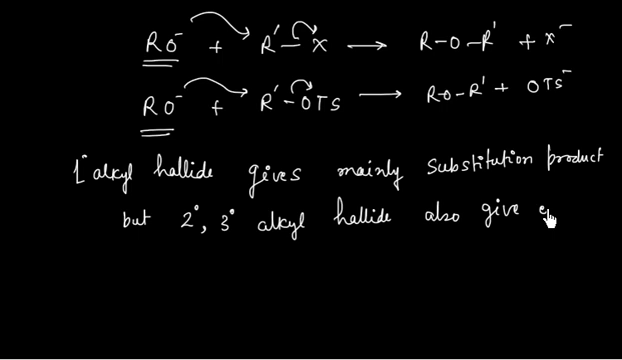 RO⁻ + R' — X → R-O-R' + X⁻
RO⁻ + R' - OTS → R-O-R' + OTS⁻
1° alkyl hallide gives mainly substitution product
but 2°, 3° alkyl hallide also give e